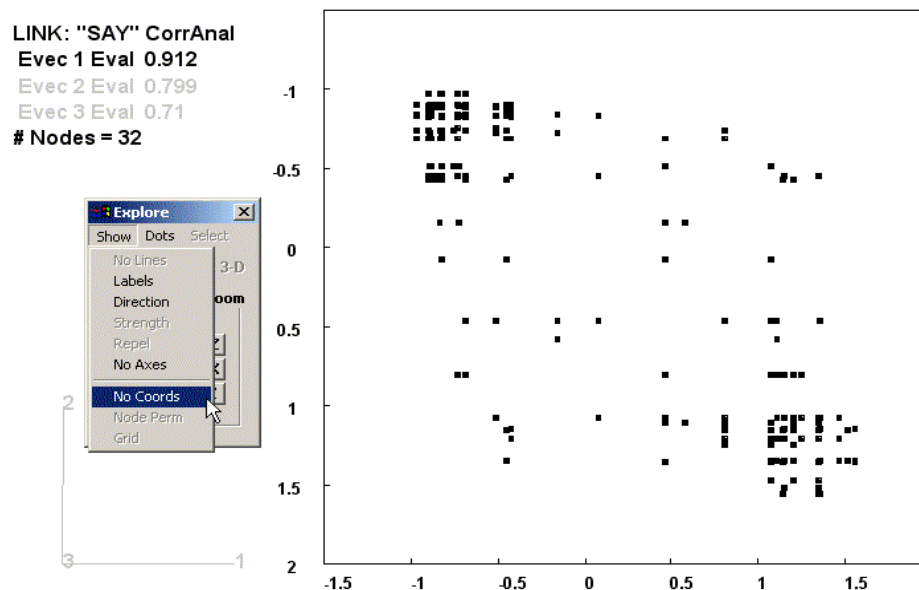 LINK: "SAY" CorrAnal
Evec 1 Eval 0.912
Evec 2 Eval 0.799
Evec 3 Eval 0.71
# Nodes = 32
Explore
Show Dots Select
No Lines
3-D
Labels
Direction
oom
Strength
Repel
No Axes
No Coords
Node Perm
Grid
2
3
1
-1
-0.5
0
0.5
1
1.5
2
-1.5 -1 -0.5 0 0.5 1 1.5